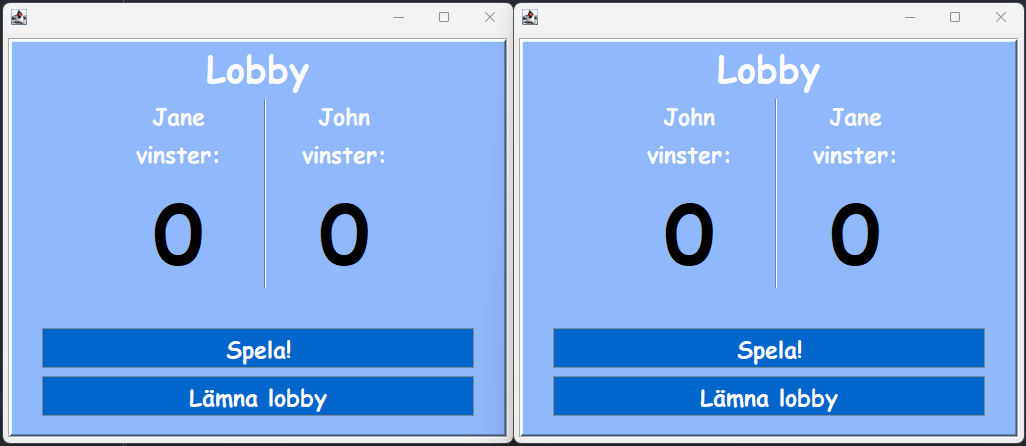 Lobby
Jane John
vinster: vinster:
0 0
Spela!
Lämna lobby
Lobby
John Jane
vinster: vinster:
0 0
Spela!
Lämna lobby